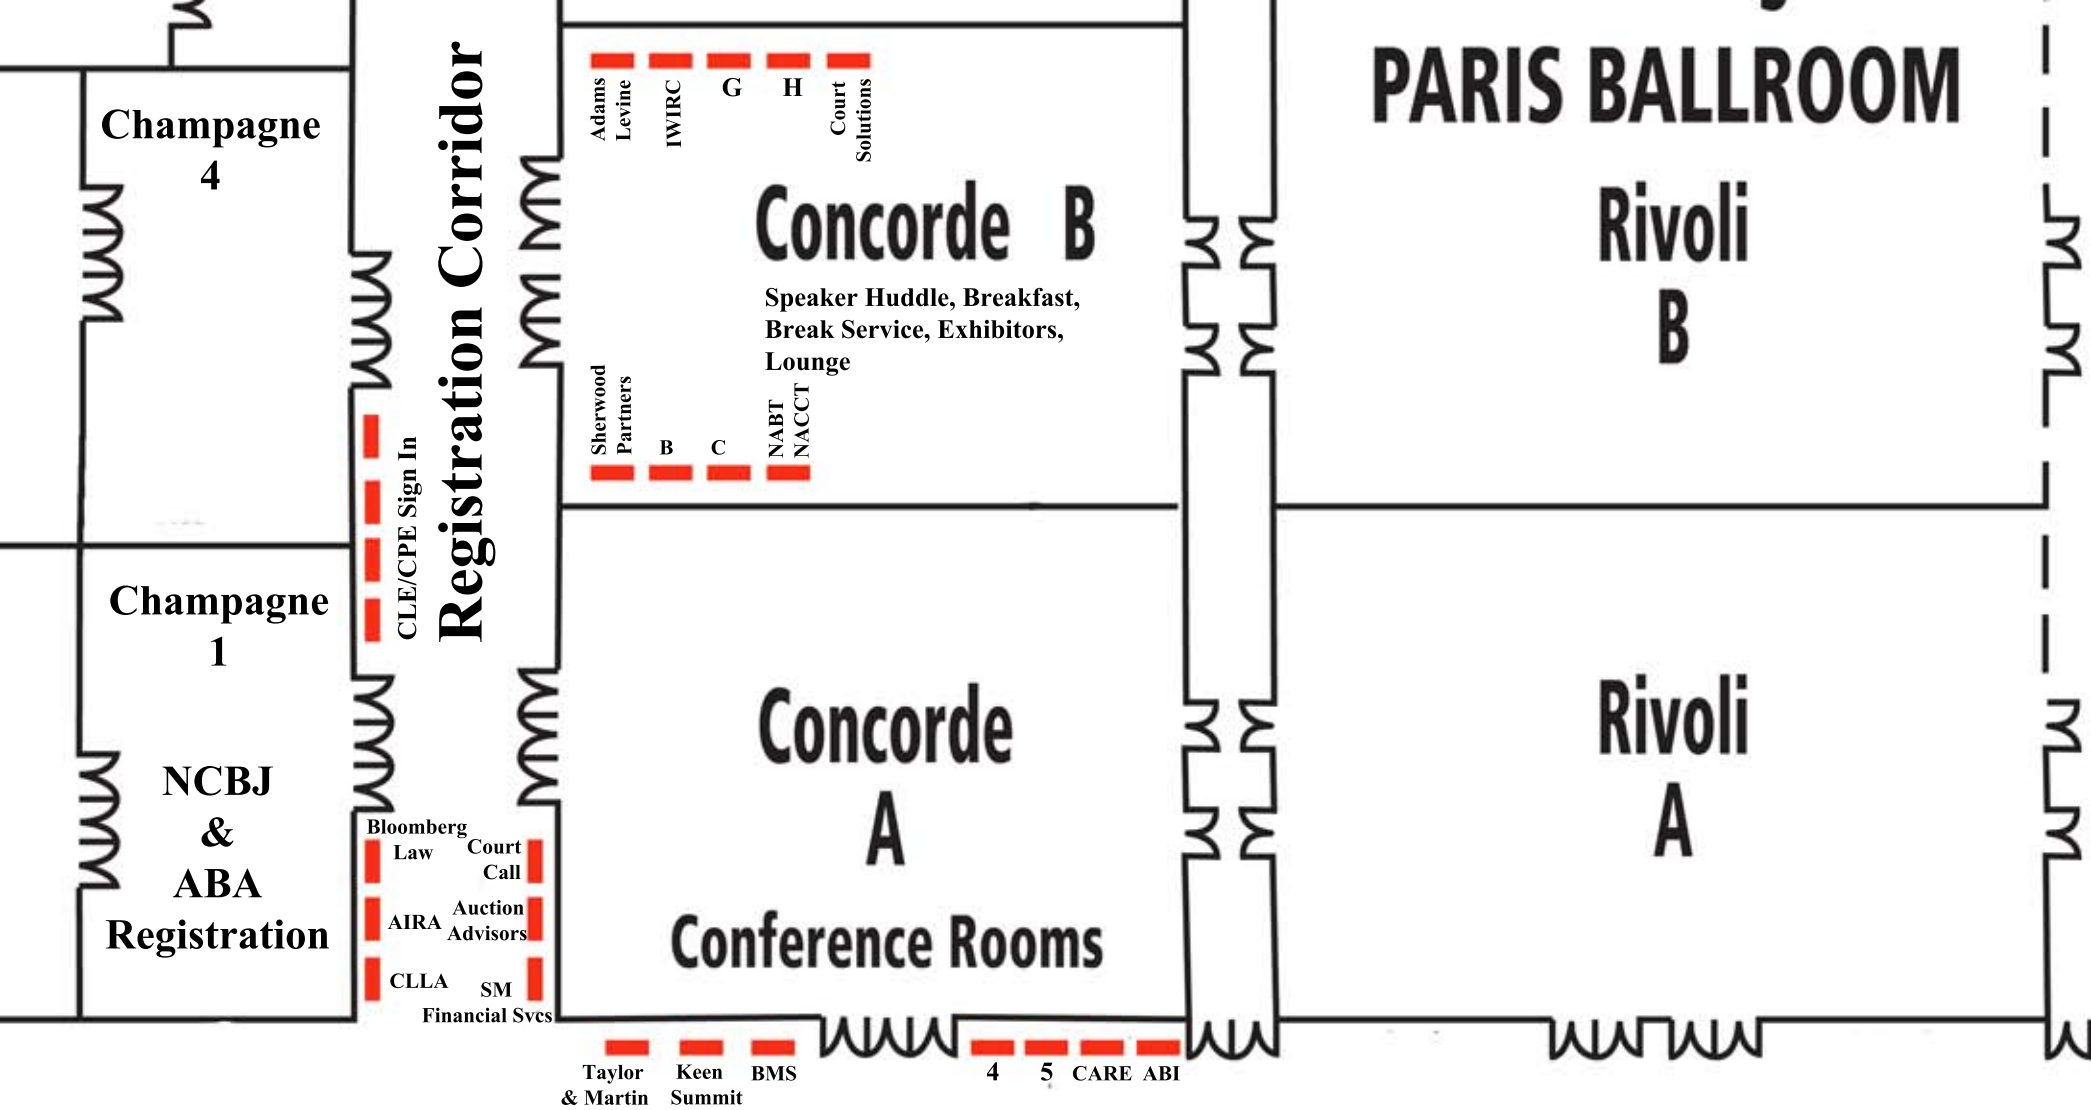 PARIS BALLROOM
Champagne
4
Registration Corridor
Adams
Levine
IWIRC
G
H
Court
Solutions
Concorde B
Speaker Huddle, Breakfast,
Break Service, Exhibitors,
Lounge
Rivoli
B
Sherwood
Partners
B
C
NABT
NACCT
CLE/CPE Sign In
Champagne
1
NCBJ
&
ABA
Registration
Concorde
A
Conference Rooms
Rivoli
A
Bloomberg
Law
Court
Call
AIRA
Auction
Advisors
CLLA
SM
Financial Svcs
Taylor
& Martin
Keen
Summit
BMS
4
5
CARE
ABI